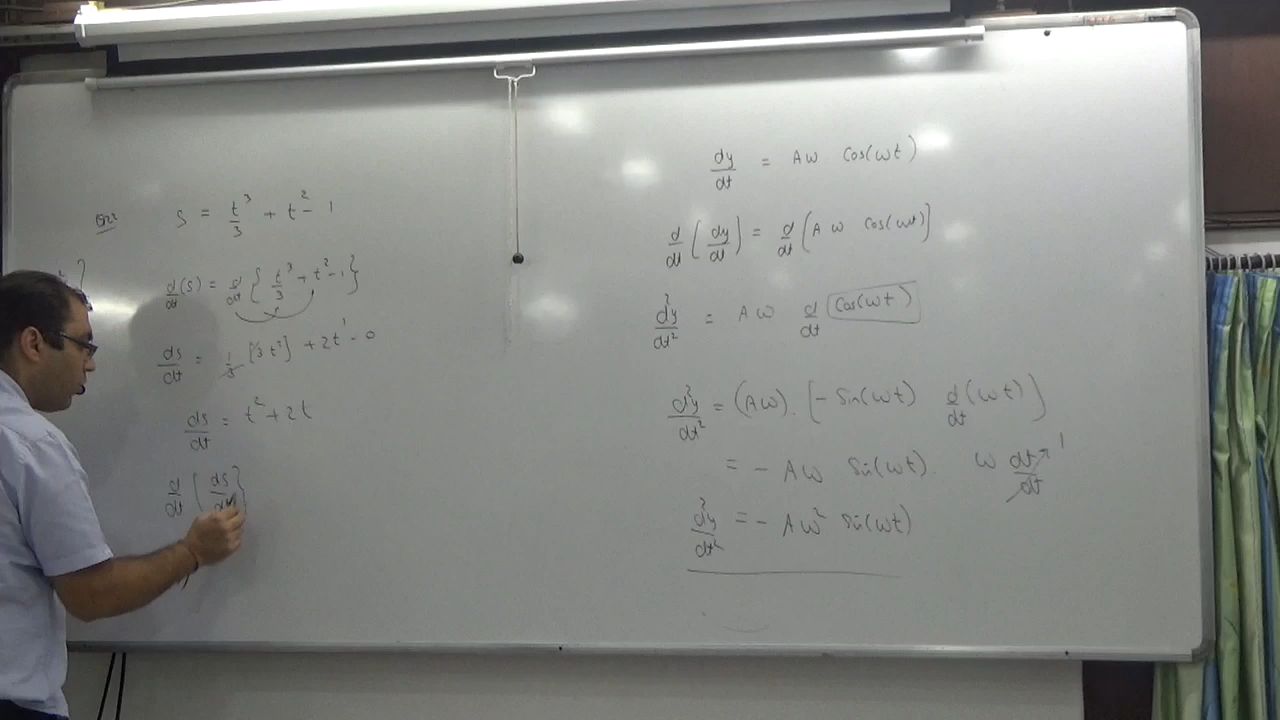 S = t³/3 + t² - 1
d/dt (S) = d/dt { t³/3 + t² - 1 }
ds/dt = 1/3 [3t²] + 2t¹ - 0
ds/dt = t² + 2t
d/dt { ds/dt }
dy/dt = Aω Cos(ωt)
d/dt [ dy/dt ] = d/dt [ Aω Cos(ωt) ]
d²y/dt² = Aω d/dt Cos(ωt)
d²y/dt² = (Aω) . [ - Sin(ωt) d/dt (ωt) ]
= - Aω Sin(ωt) . ω dt/dt 1
d²y/dt² = - Aω² Sin(ωt)